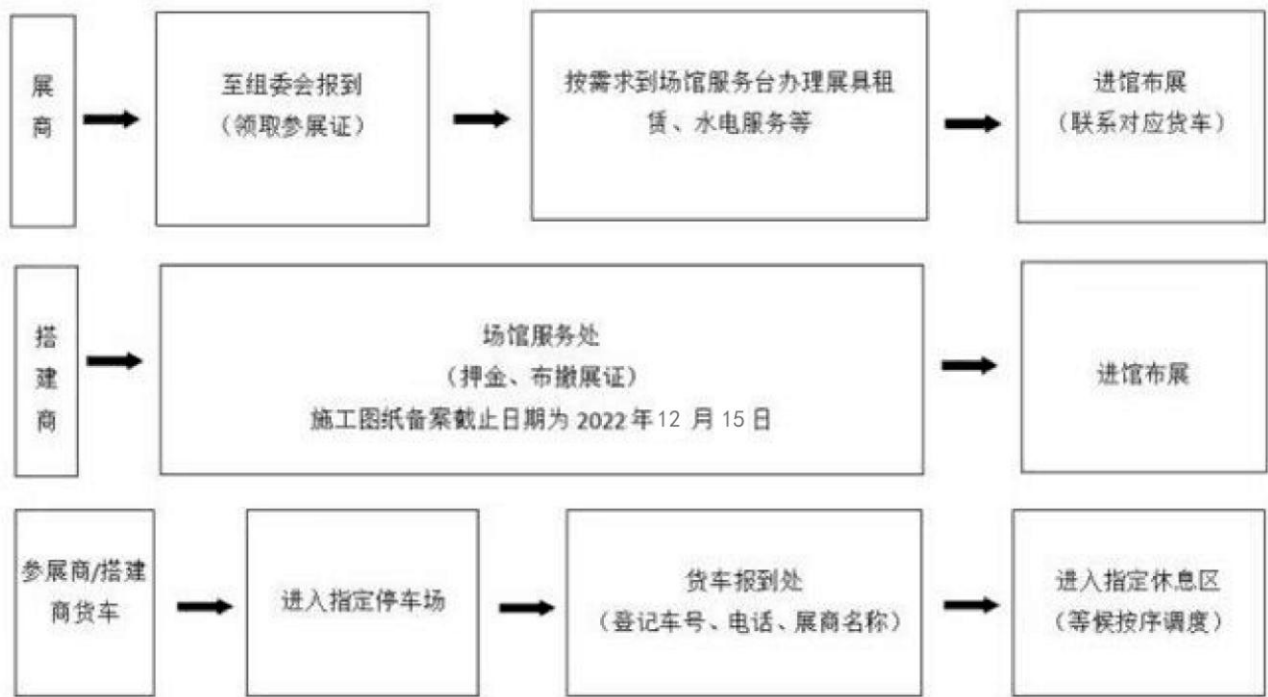 展
商
至组委会报到
（领取参展证）
按需求到场馆服务台办理展具租
赁、水电服务等
进馆布展
（联系对应货车）
搭
建
商
场馆服务处
（押金、布撤展证）
施工图纸备案截止日期为 2022 年 12 月 15 日
进馆布展
参展商/搭建
商货车
进入指定停车场
货车报到处
（登记车号、电话、展商名称）
进入指定休息区
（等候按序调度）